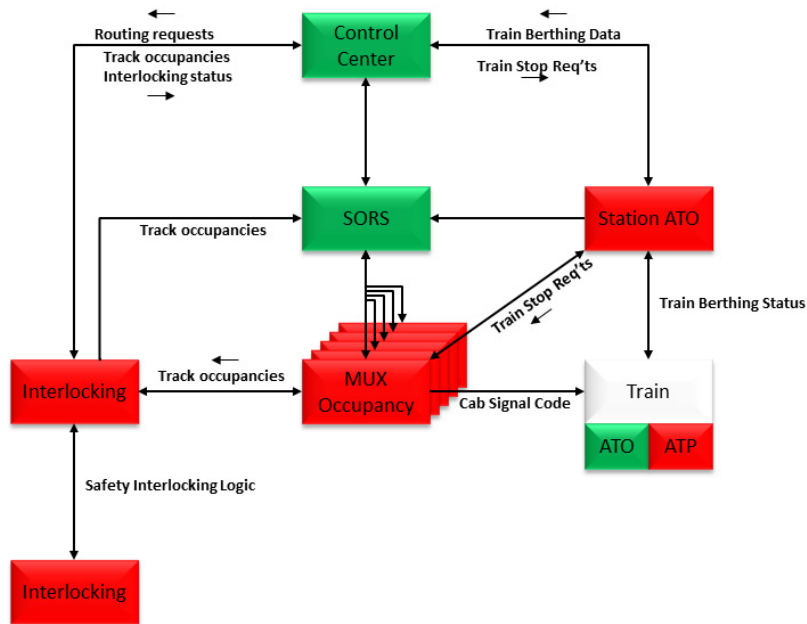 Routing requests
Track occupancies
Interlocking status
Control
Center
Train Berthing Data
Train Stop Req'ts
Track occupancies
SORS
Station ATO
Train Stop Req'ts
Train Berthing Status
Interlocking
Track occupancies
MUX
Occupancy
Cab Signal Code
Train
ATO
ATP
Safety Interlocking Logic
Interlocking